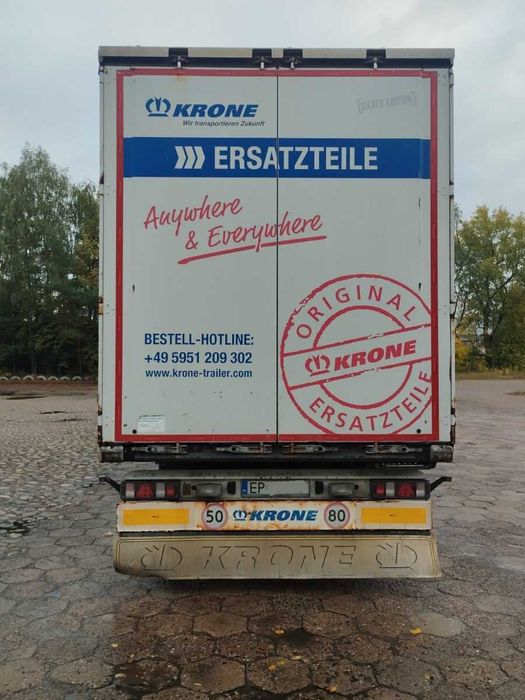 KRONE
Wir transportieren Zukunft
[SILVER EDITION]
ERSATZTEILE
Anywhere
& Everywhere
ORIGINAL
KRONE
ERSATZTEILE
BESTELL-HOTLINE:
+49 5951 209 302
www.krone-trailer.com
EP
50
KRONE
80
KRONE